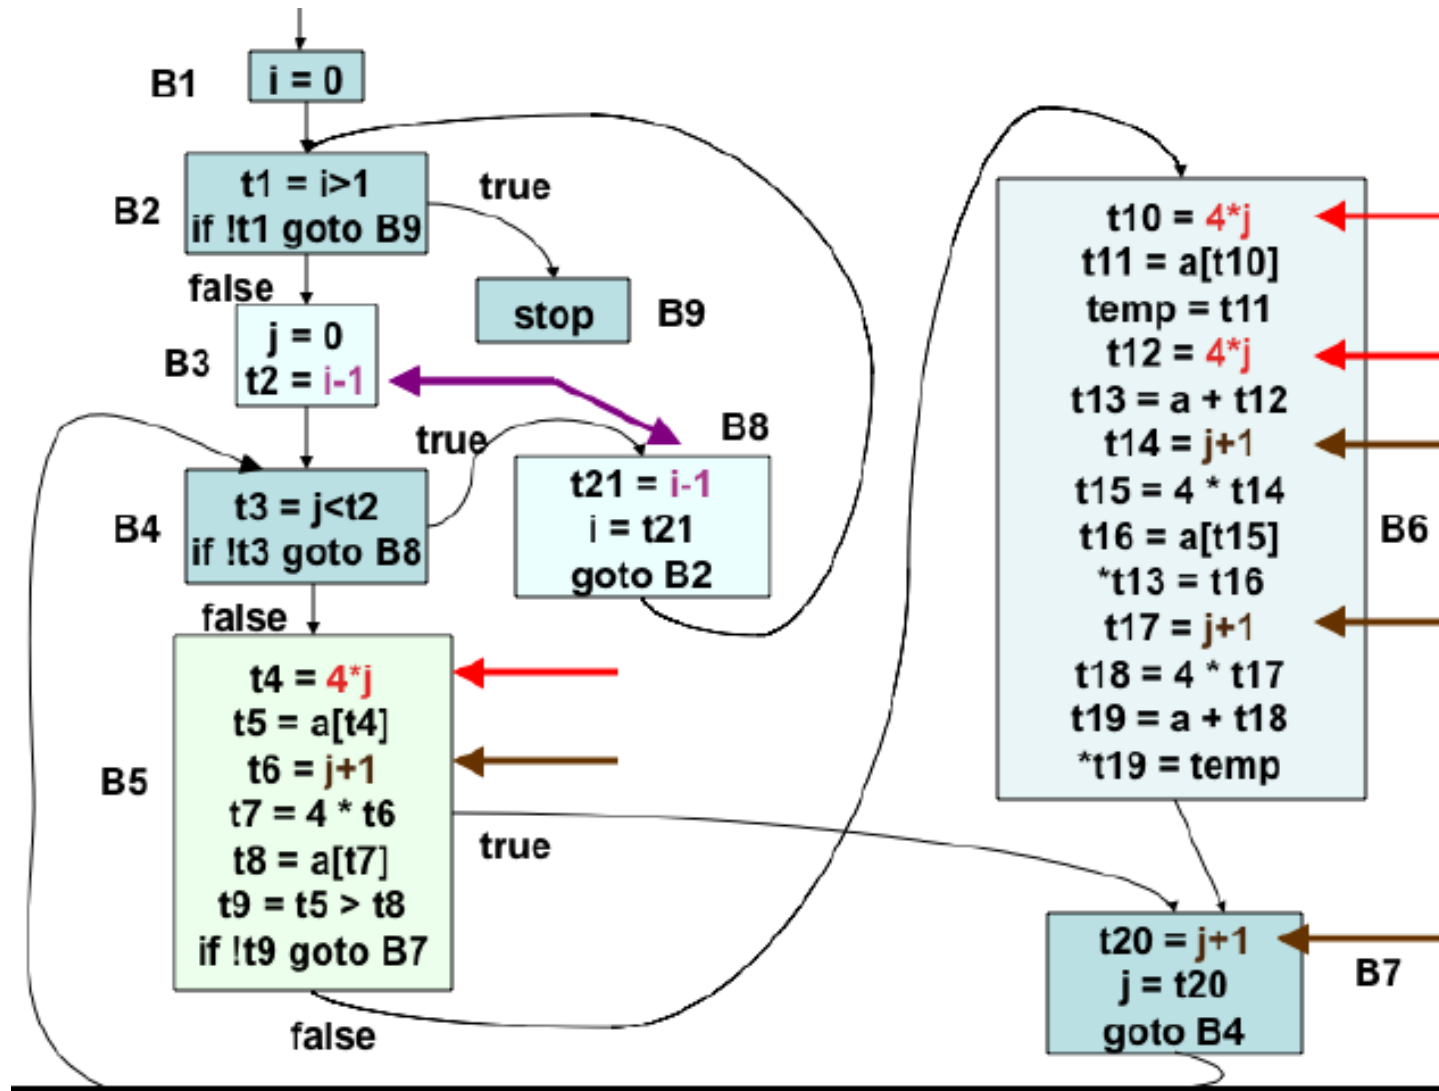 B1
i = 0
B2
t1 = i>1
if !t1 goto B9
true
false
stop
B9
B3
j = 0
t2 = i-1
true
B8
t21 = i-1
i = t21
goto B2
B4
t3 = j<t2
if !t3 goto B8
false
B5
t4 = 4*j
t5 = a[t4]
t6 = j+1
t7 = 4 * t6
t8 = a[t7]
t9 = t5 > t8
if !t9 goto B7
true
false
t10 = 4*j
t11 = a[t10]
temp = t11
t12 = 4*j
t13 = a + t12
t14 = j+1
t15 = 4 * t14
t16 = a[t15]
*t13 = t16
t17 = j+1
t18 = 4 * t17
t19 = a + t18
*t19 = temp
B6
t20 = j+1
j = t20
goto B4
B7